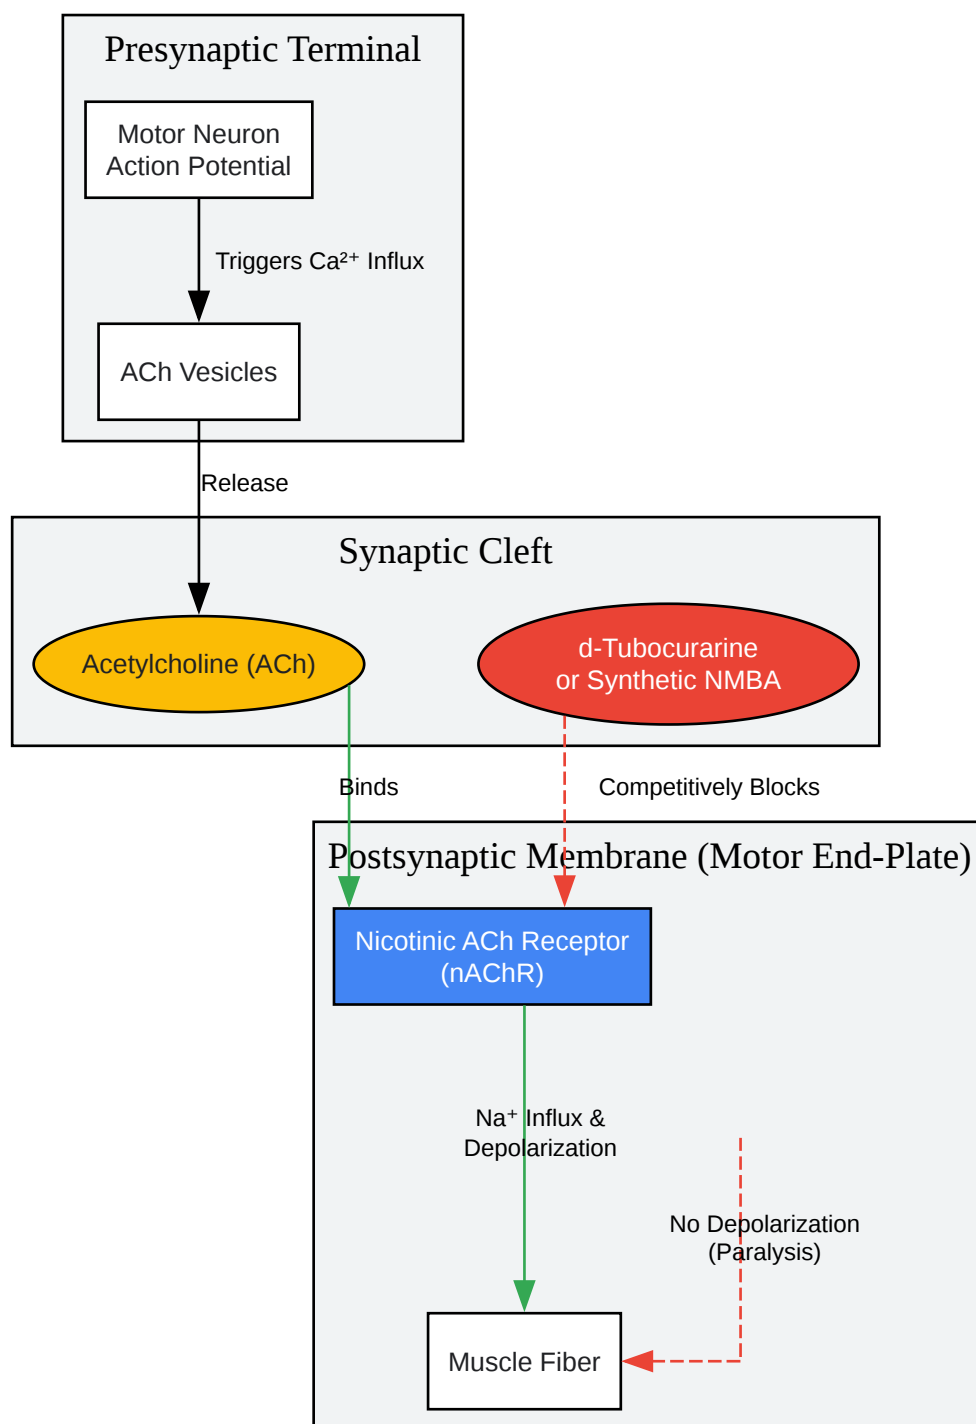 Presynaptic Terminal
Motor Neuron
Action Potential
Triggers Ca²⁺ Influx
ACh Vesicles
Release
Synaptic Cleft
Acetylcholine (ACh)
d-Tubocurarine
or Synthetic NMBA
Binds
Competitively Blocks
Postsynaptic Membrane (Motor End-Plate)
Nicotinic ACh Receptor
(nAChR)
Na⁺ Influx &
Depolarization
No Depolarization
(Paralysis)
Muscle Fiber